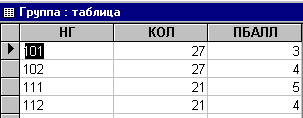 Группа : таблица
НГ КОЛ ПБАЛЛ
101 27 3
102 27 4
111 21 5
112 21 4